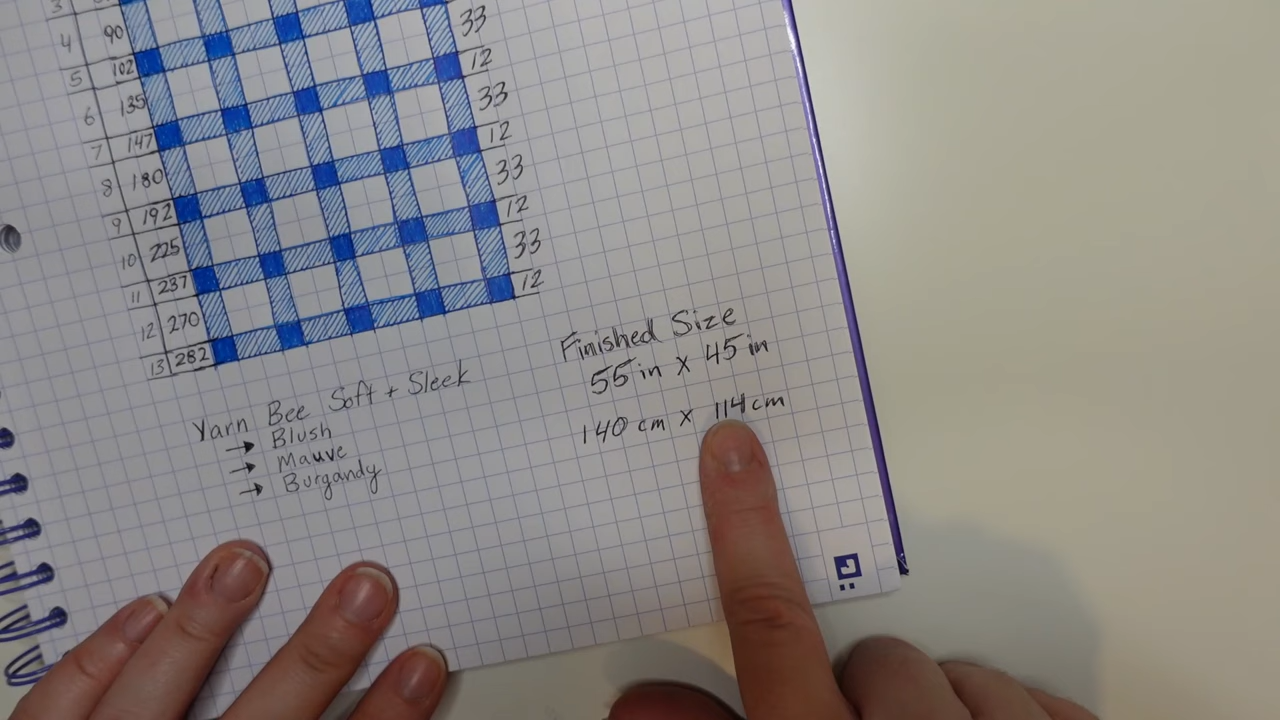 3
4 90 33
5 102 12
6 135 33
7 147 12
8 180 33
9 192 12
10 225 33
11 237 12
12 270
13 282
Finished Size
55 in x 45 in
140 cm x 114 cm
Yarn Bee Soft + Sleek
→ Blush
→ Mauve
→ Burgandy